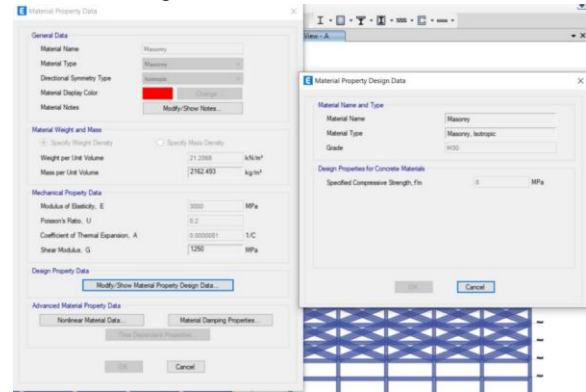 Material Property Data
General Data
Material Name Masonry
Material Type Masonry
Directional Symmetry Type Isotropic
Material Display Color Change...
Material Notes Modify/Show Notes...
Material Weight and Mass
Specify Weight Density Specify Mass Density
Weight per Unit Volume 21.2068 kN/m³
Mass per Unit Volume 2162.493 kg/m³
Mechanical Property Data
Modulus of Elasticity, E 3000 MPa
Poisson's Ratio, U 0.2
Coefficient of Thermal Expansion, A 0.0000081 1/C
Shear Modulus, G 1250 MPa
Design Property Data
Modify/Show Material Property Design Data...
Advanced Material Property Data
Nonlinear Material Data... Material Damping Properties...
Time Dependent Properties...
OK Cancel
View - A
Material Property Design Data
Material Name and Type
Material Name Masonry
Material Type Masonry, Isotropic
Grade
Design Properties for Concrete Materials
Specified Compressive Strength, f'm MPa
OK Cancel